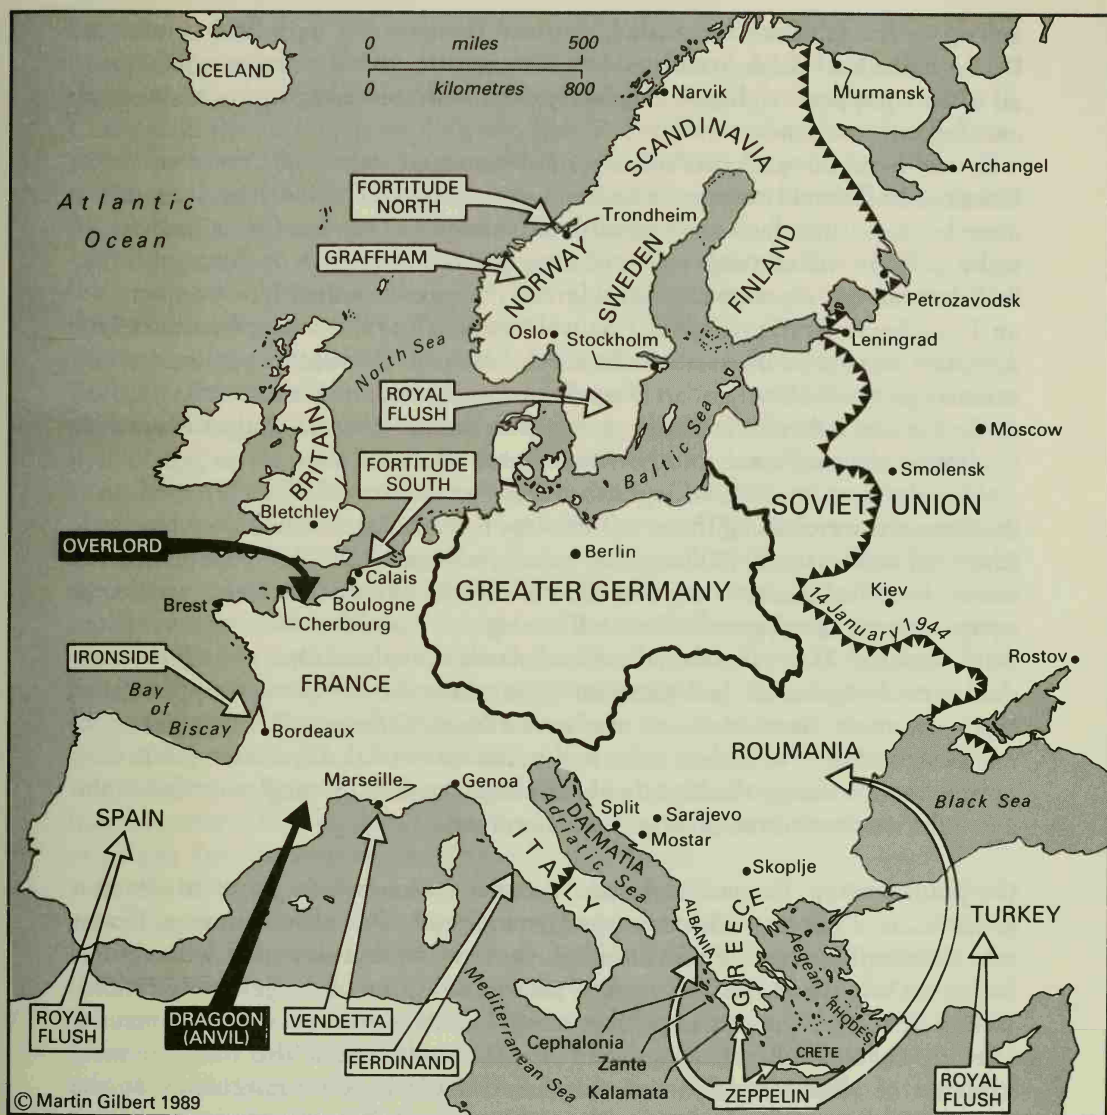 0 miles 500
kilometres 800
ICELAND
Narvik
Murmansk
SCANDINAVIA
Archangel
Atlantic
Ocean
FORTITUDE
NORTH
Trondheim
GRAFFHAM
NORWAY
SWEDEN
FINLAND
Petrozavodsk
North Sea
Oslo
Stockholm
Leningrad
ROYAL
FLUSH
Baltic Sea
Moscow
BRITAIN
FORTITUDE
SOUTH
Smolensk
Bletchley
SOVIET UNION
OVERLORD
Berlin
Calais
GREATER GERMANY
Boulogne
Kiev
14 January 1944
Brest
Cherbourg
IRONSIDE
Rostov
FRANCE
Bay
of
Biscay
Bordeaux
ROUMANIA
Marseille
Genoa
Black Sea
SPAIN
Split
Sarajevo
Mostar
Adriatic Sea
DALMATIA
ITALY
Skoplje
ALBANIA
GREECE
TURKEY
Aegean Sea
Mediterranean Sea
ROYAL
FLUSH
DRAGOON
(ANVIL)
VENDETTA
FERDINAND
RHODES
Cephalonia
Zante
Kalamata
CRETE
ZEPPELIN
ROYAL
FLUSH
© Martin Gilbert 1989